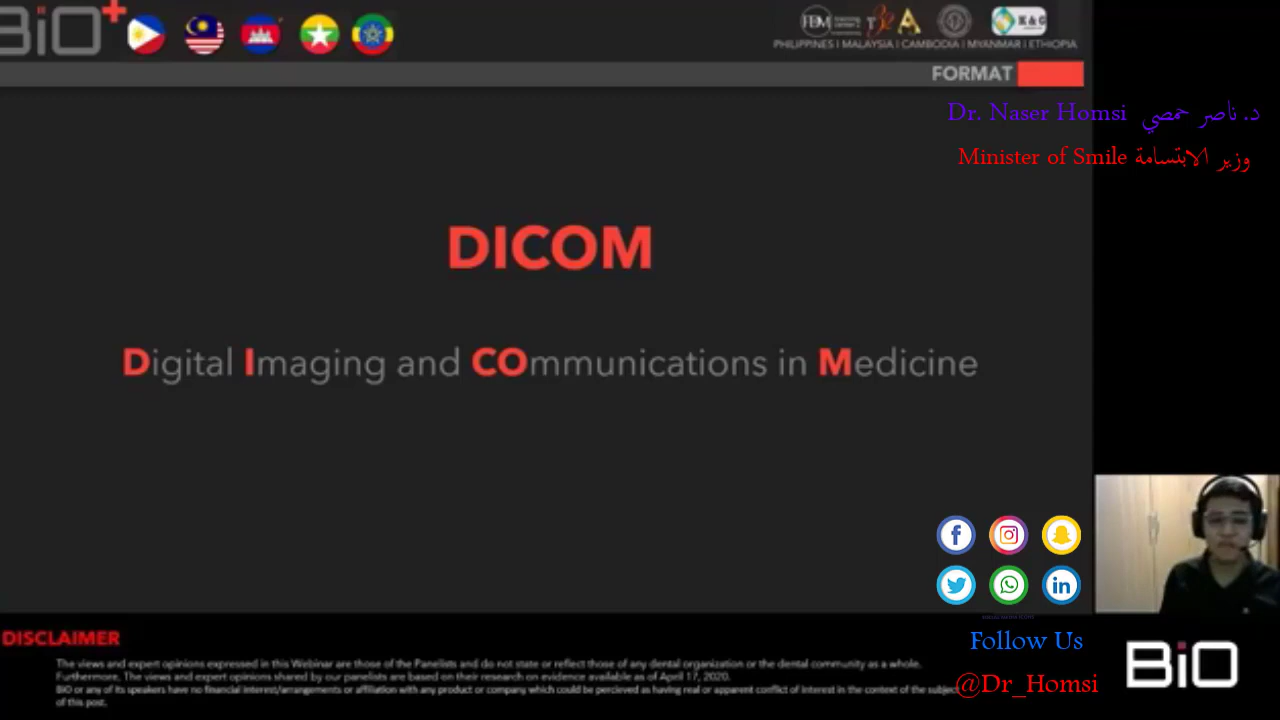 BiO+
PHILIPPINES | MALAYSIA | CAMBODIA | MYANMAR | ETHIOPIA
FORMAT
Dr. Naser Homsi د. ناصر حمصي
Minister of Smile وزير الابتسامة
DICOM
Digital Imaging and COmmunications in Medicine
DISCLAIMER
The views and expert opinions expressed in this Webinar are those of the Panelists and do not state or reflect those of any dental organization or the dental community as a whole.
Furthermore, The views and expert opinions shared by our panelists are based on their research on evidence available as of April 17, 2020.
BiO or any of its speakers have no financial interest/arrangements or affiliation with any product or company which could be percieved as having real or apparent conflict of interest in the context of the subject
of this post.
Follow Us
@Dr_Homsi
BiO